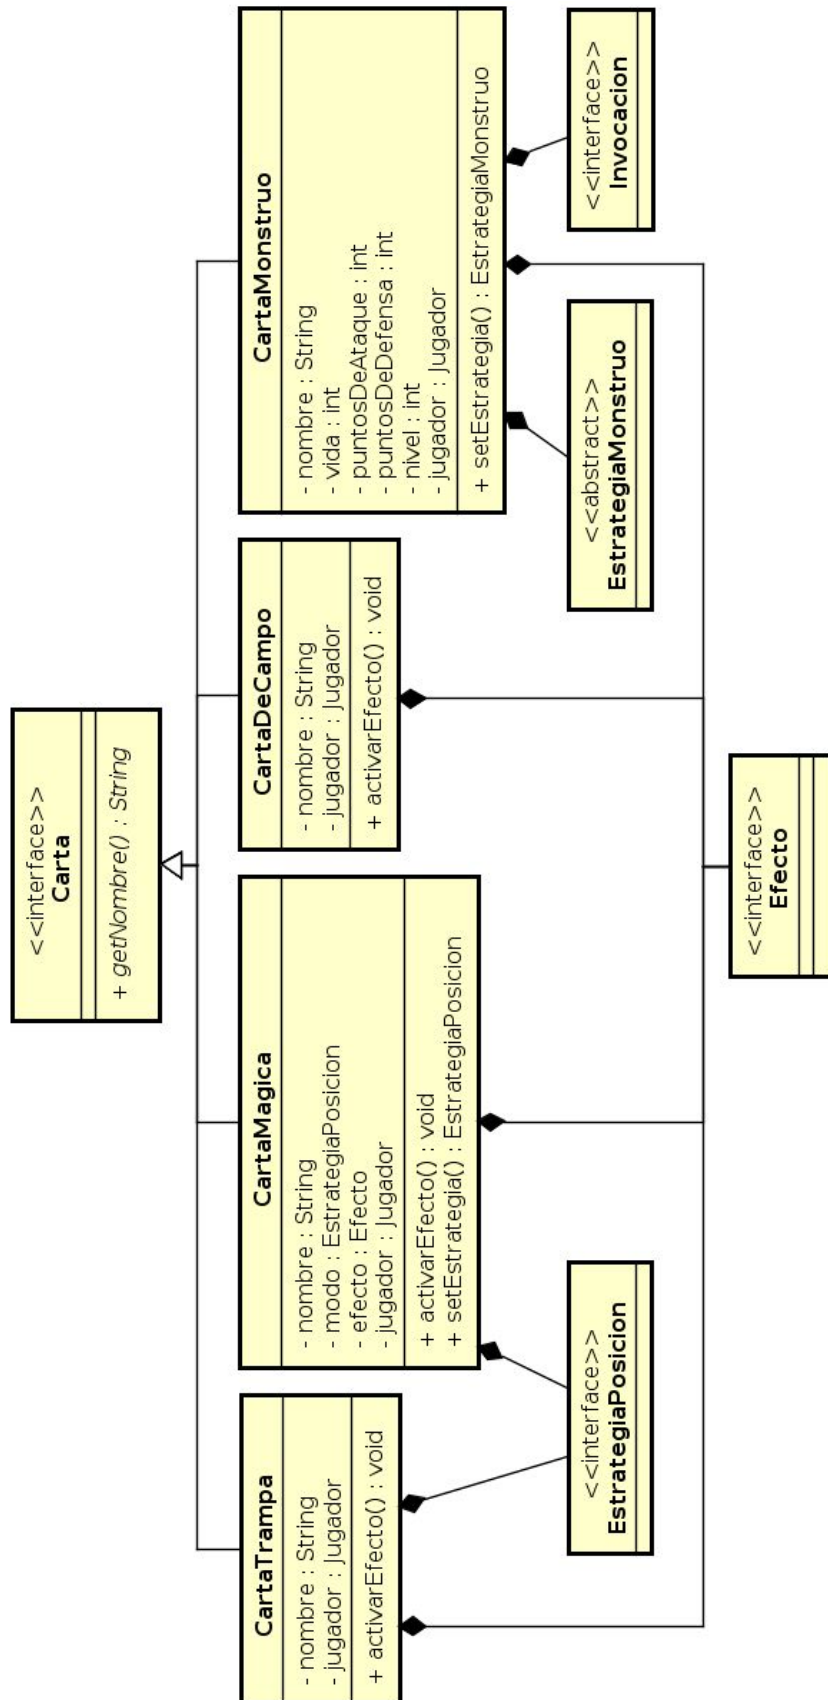 <<interface>>
Carta
+ getNombre() : String
CartaTrampa
- nombre : String
- jugador : Jugador
+ activarEfecto() : void
CartaMagica
- nombre : String
- modo : EstrategiaPosicion
- efecto : Efecto
- jugador : Jugador
+ activarEfecto() : void
+ setEstrategia() : EstrategiaPosicion
CartaDeCampo
- nombre : String
- jugador : Jugador
+ activarEfecto() : void
CartaMonstruo
- nombre : String
- vida : int
- puntosDeAtaque : int
- puntosDeDefensa : int
- nivel : int
- jugador : Jugador
+ setEstrategia() : EstrategiaMonstruo
<<interface>>
EstrategiaPosicion
<<abstract>>
EstrategiaMonstruo
<<interface>>
Invocacion
<<interface>>
Efecto